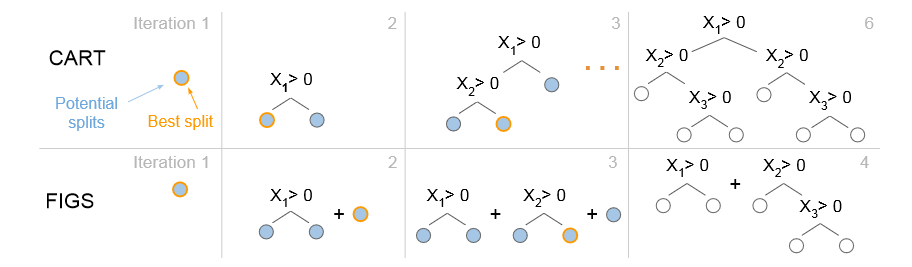 Iteration 1
2
3
6
CART
Potential splits
Best split
X₁> 0
X₁> 0
X₂> 0
...
X₁> 0
X₂> 0
X₂> 0
X₃> 0
X₃> 0
Iteration 1
2
3
4
FIGS
X₁> 0
+
X₁> 0
+
X₂> 0
+
X₁> 0
+
X₂> 0
X₃> 0